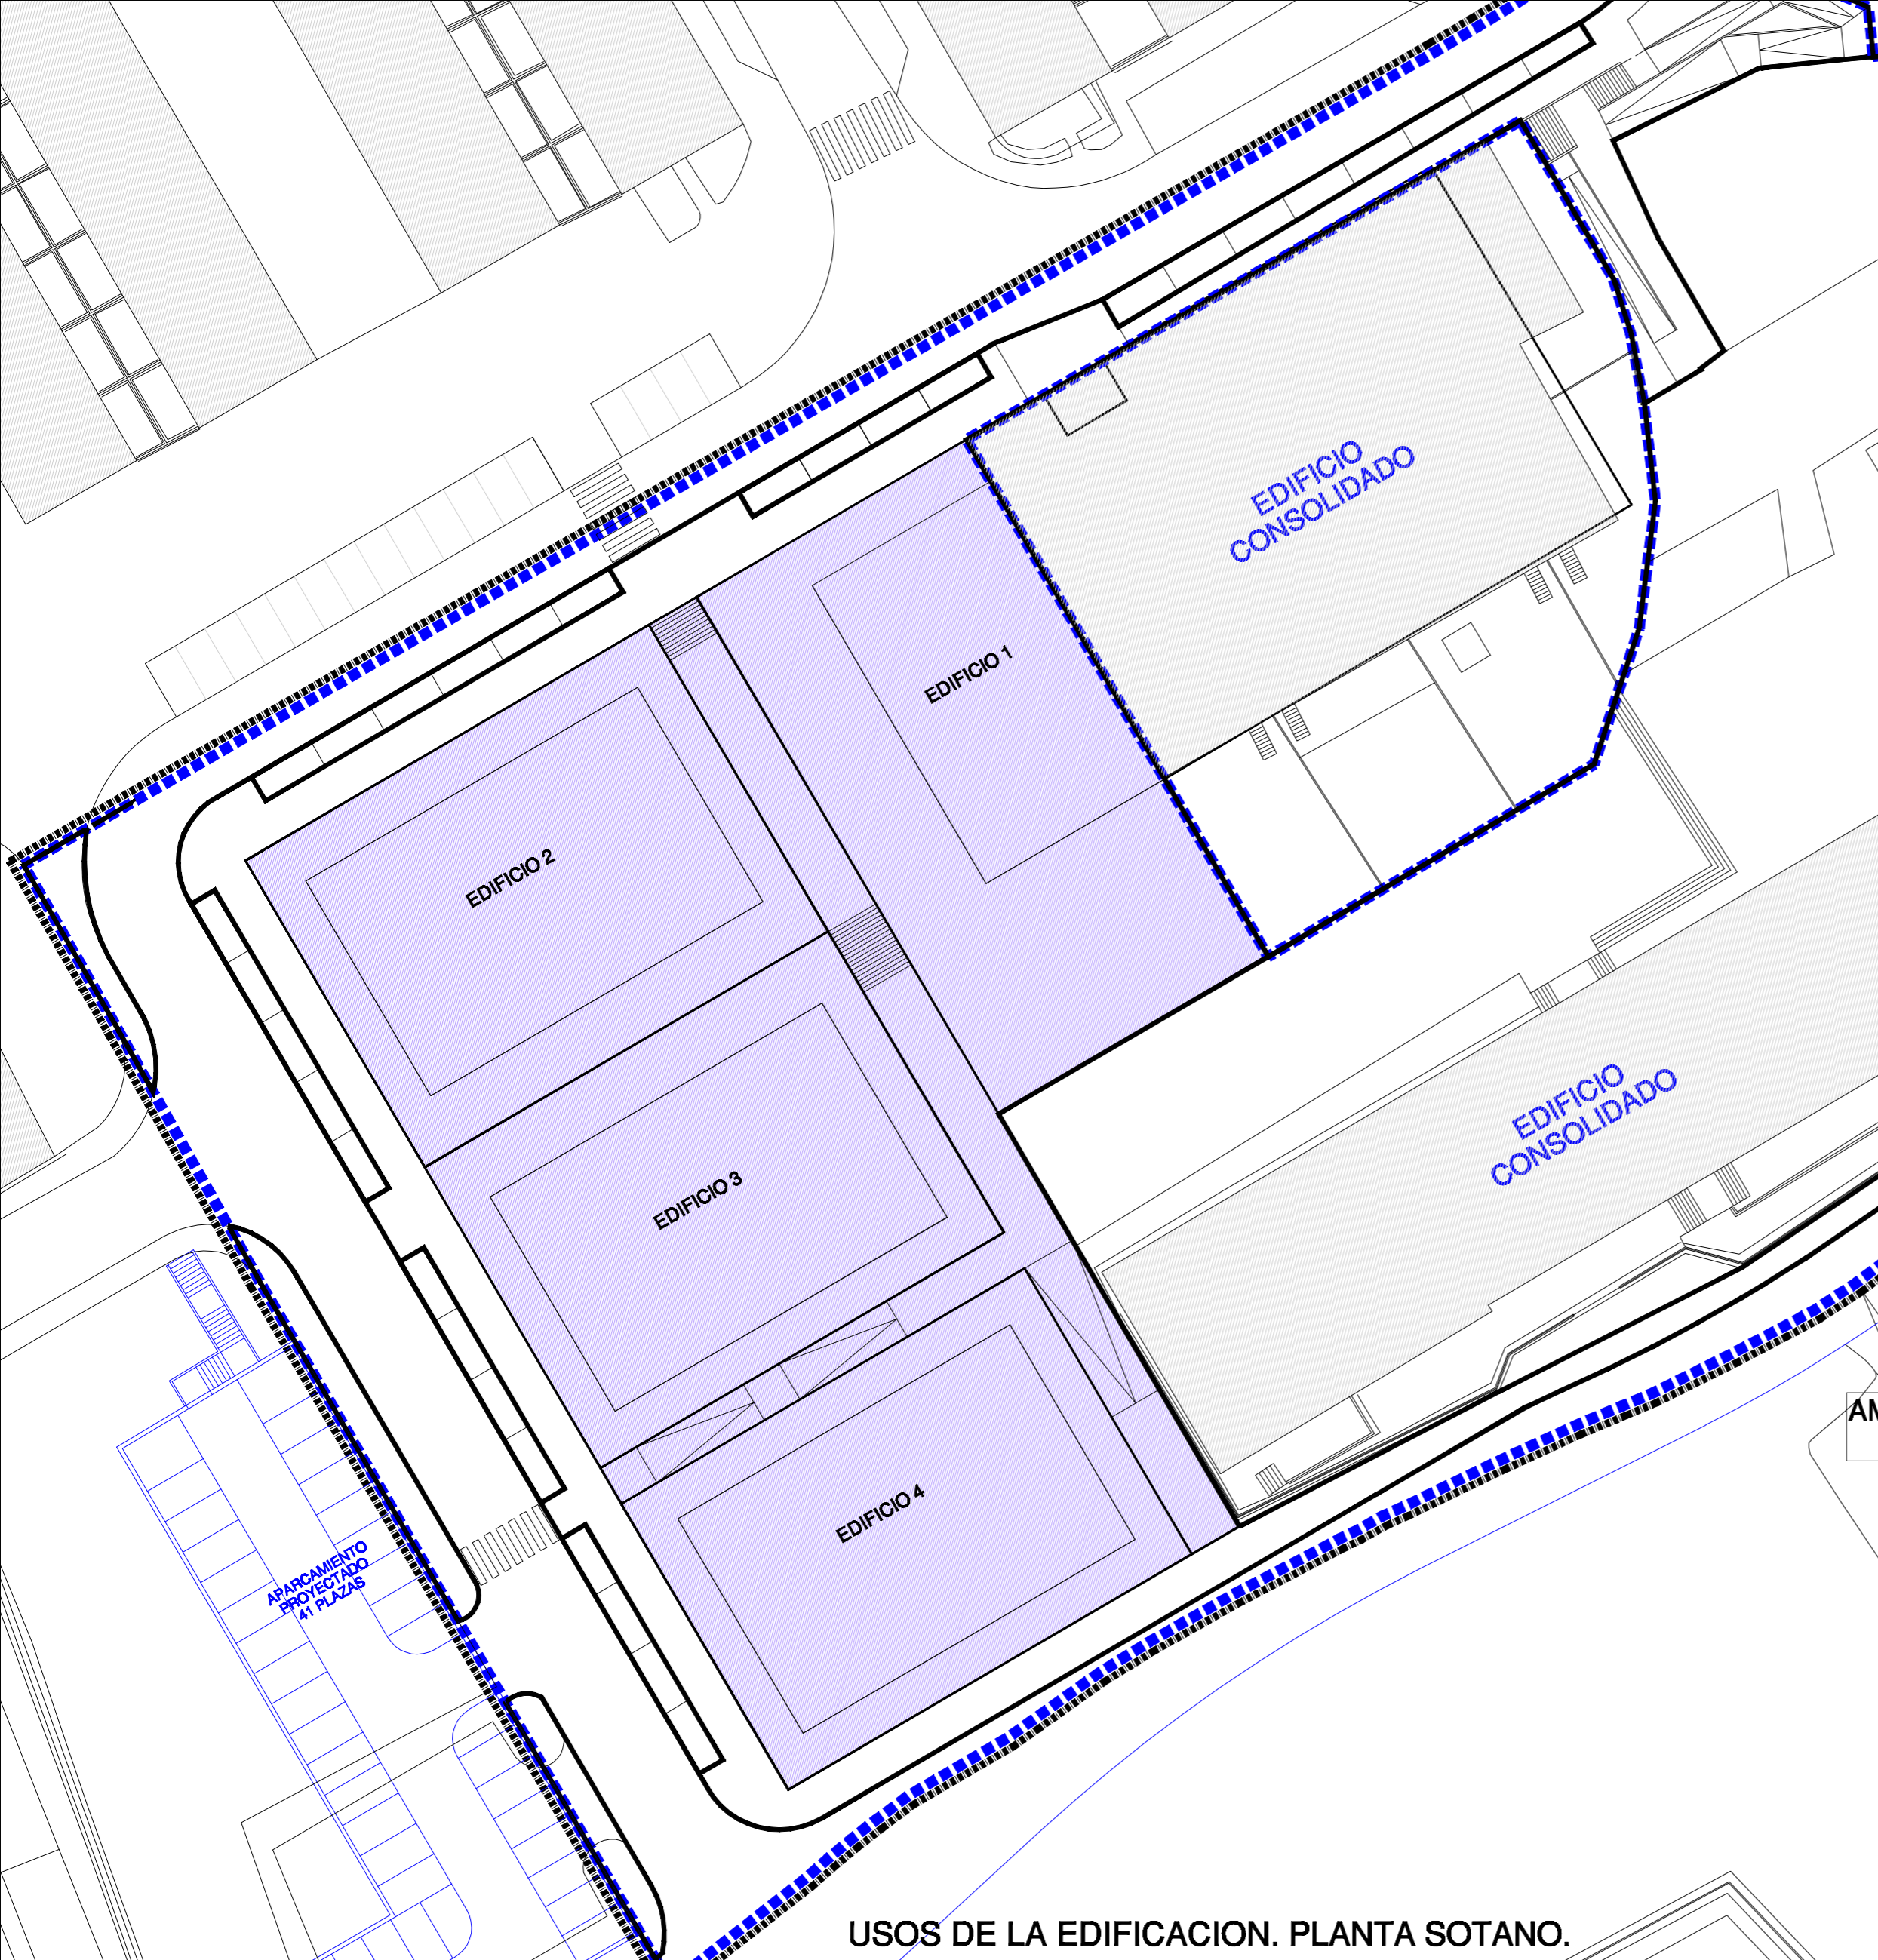 EDIFICIO
CONSOLIDADO
EDIFICIO 1
EDIFICIO 2
EDIFICIO
CONSOLIDADO
EDIFICIO 3
AM
EDIFICIO 4
APARCAMIENTO
PROYECTADO
41 PLAZAS
USOS DE LA EDIFICACION. PLANTA SOTANO.